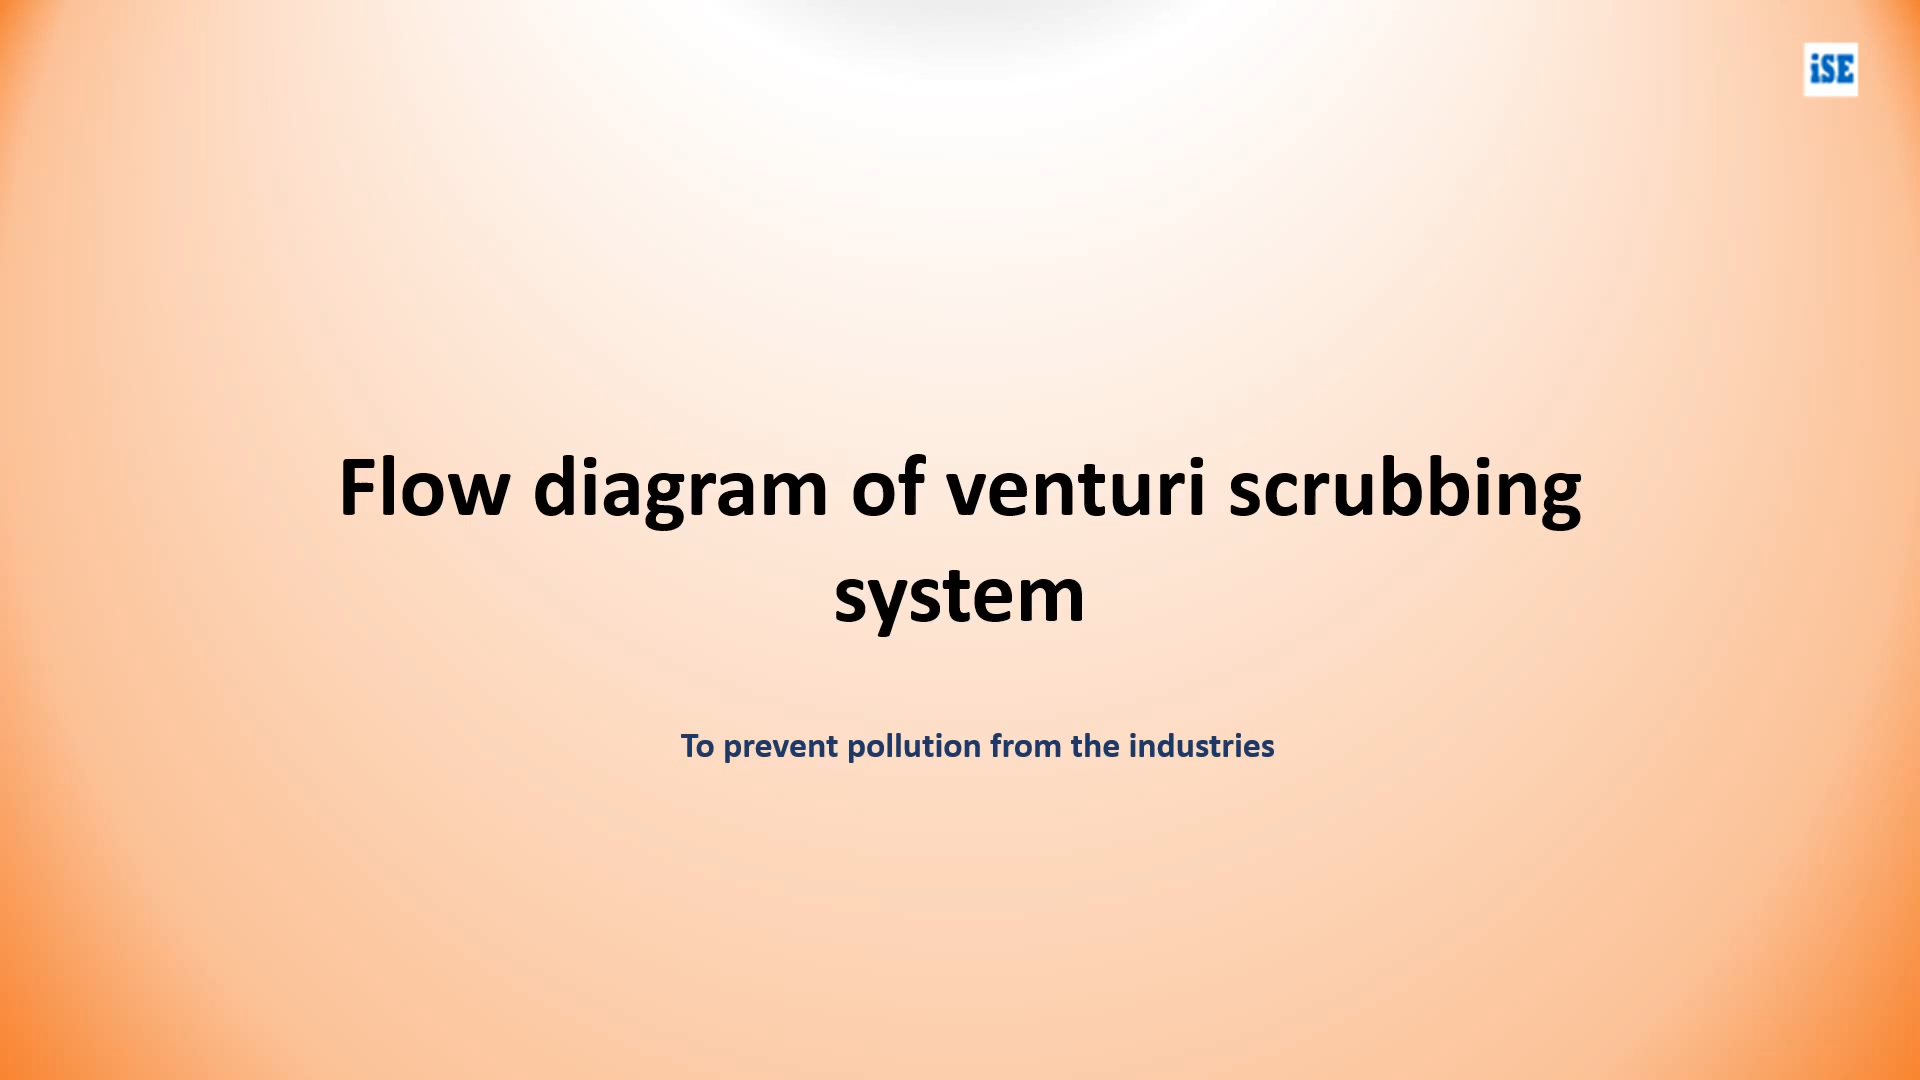 iSE
Flow diagram of venturi scrubbing
system
To prevent pollution from the industries